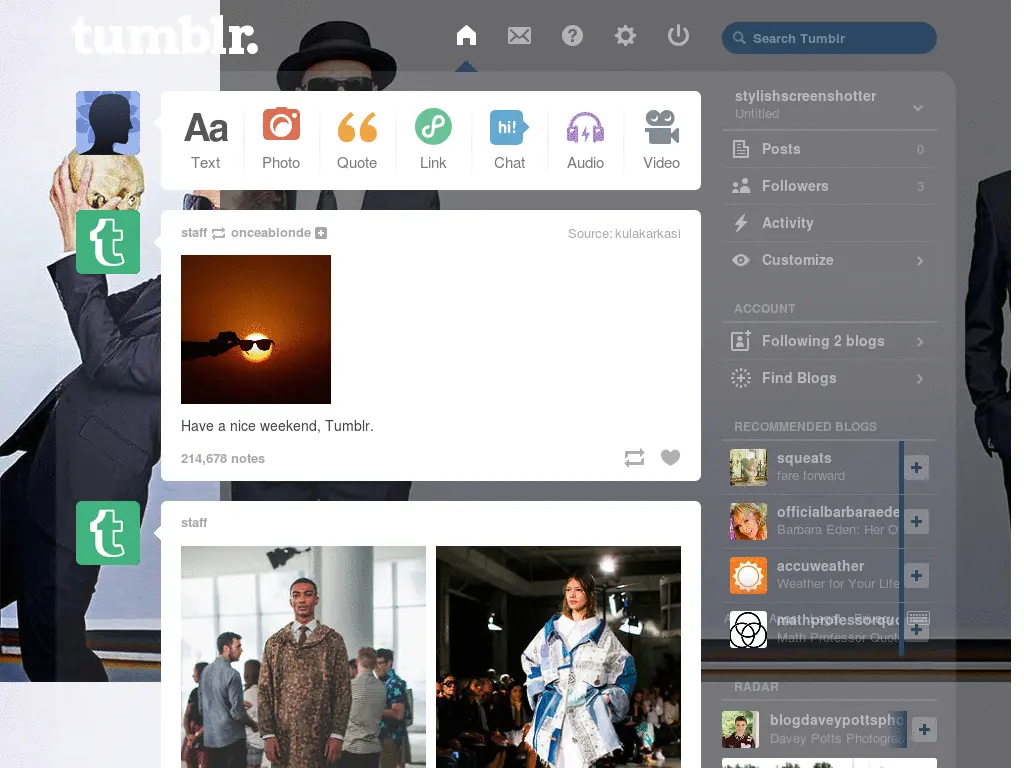 tumblr.
Search Tumblr
Aa
Text
Photo
Quote
Link
hi!
Chat
Audio
Video
stylishscreenshotter
Untitled
Posts 0
Followers 3
Activity
Customize
ACCOUNT
Following 2 blogs
Find Blogs
RECOMMENDED BLOGS
squeats
fare forward
officialbarbaraede
Barbara Eden: Her O
accuweather
Weather for Your Life
mathprofessorquo
Math Professor Quot
RADAR
blogdaveypottspho
Davey Potts Photogra
t
staff onceablonde
Source: kulakarkasi
Have a nice weekend, Tumblr.
214,678 notes
t
staff